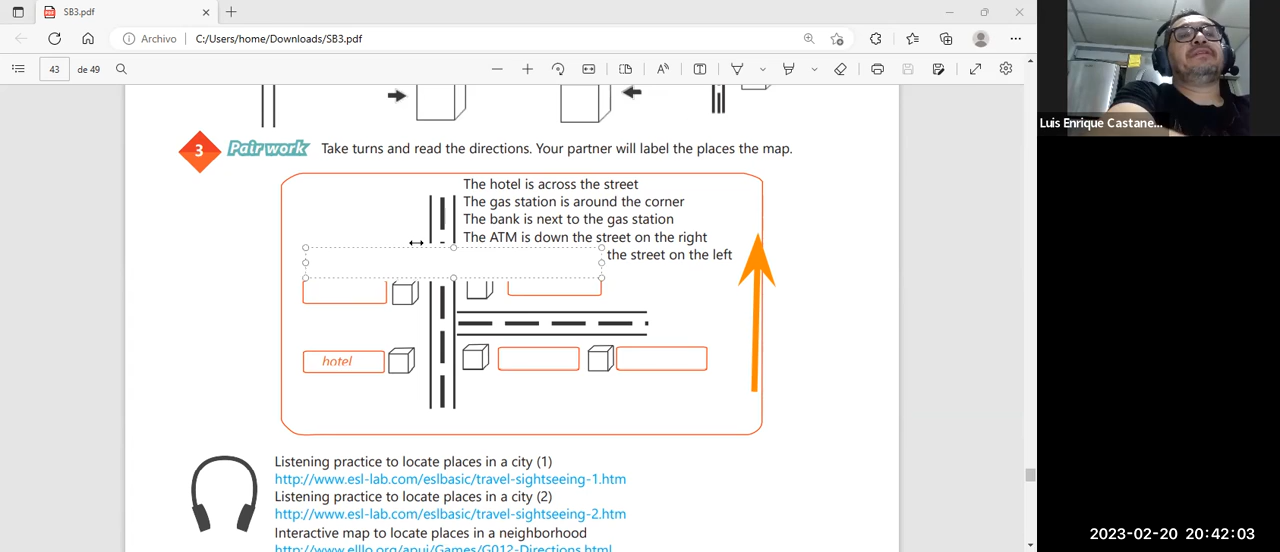 SB3.pdf
Archivo
C:/Users/home/Downloads/SB3.pdf
43 de 49
Luis Enrique Castane...
3 Pair work Take turns and read the directions. Your partner will label the places the map.
The hotel is across the street
The gas station is around the corner
The bank is next to the gas station
The ATM is down the street on the right
the street on the left
hotel
Listening practice to locate places in a city (1)
http://www.esl-lab.com/eslbasic/travel-sightseeing-1.htm
Listening practice to locate places in a city (2)
http://www.esl-lab.com/eslbasic/travel-sightseeing-2.htm
Interactive map to locate places in a neighborhood
2023-02-20 20:42:03